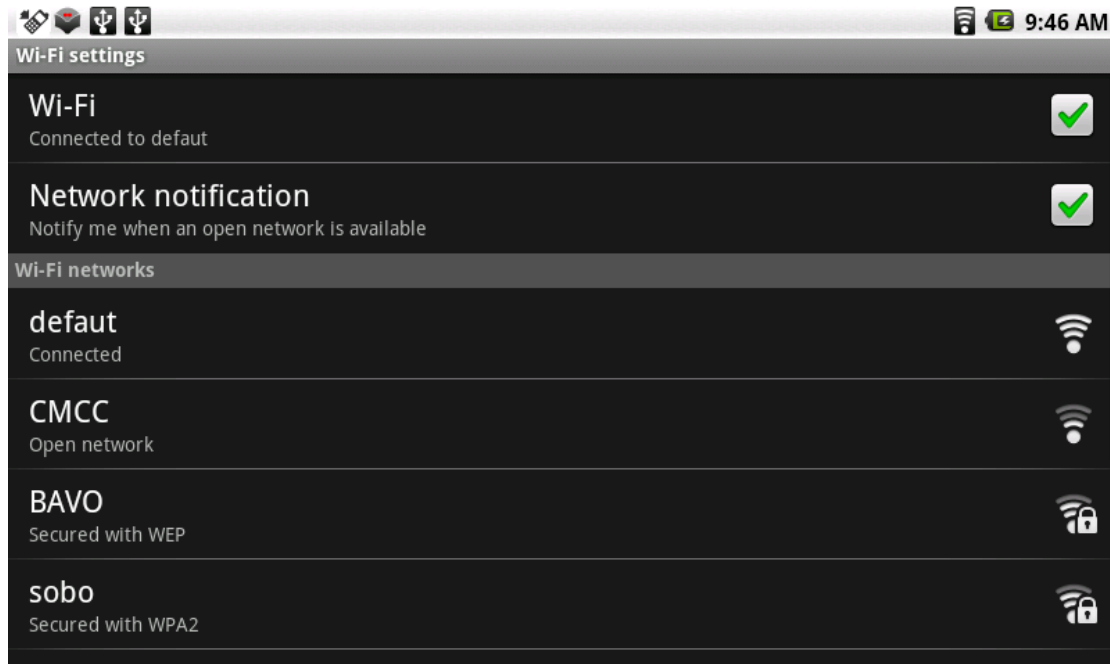 9:46 AM
Wi-Fi settings
Wi-Fi
Connected to defaut
Network notification
Notify me when an open network is available
Wi-Fi networks
defaut
Connected
CMCC
Open network
BAVO
Secured with WEP
sobo
Secured with WPA2